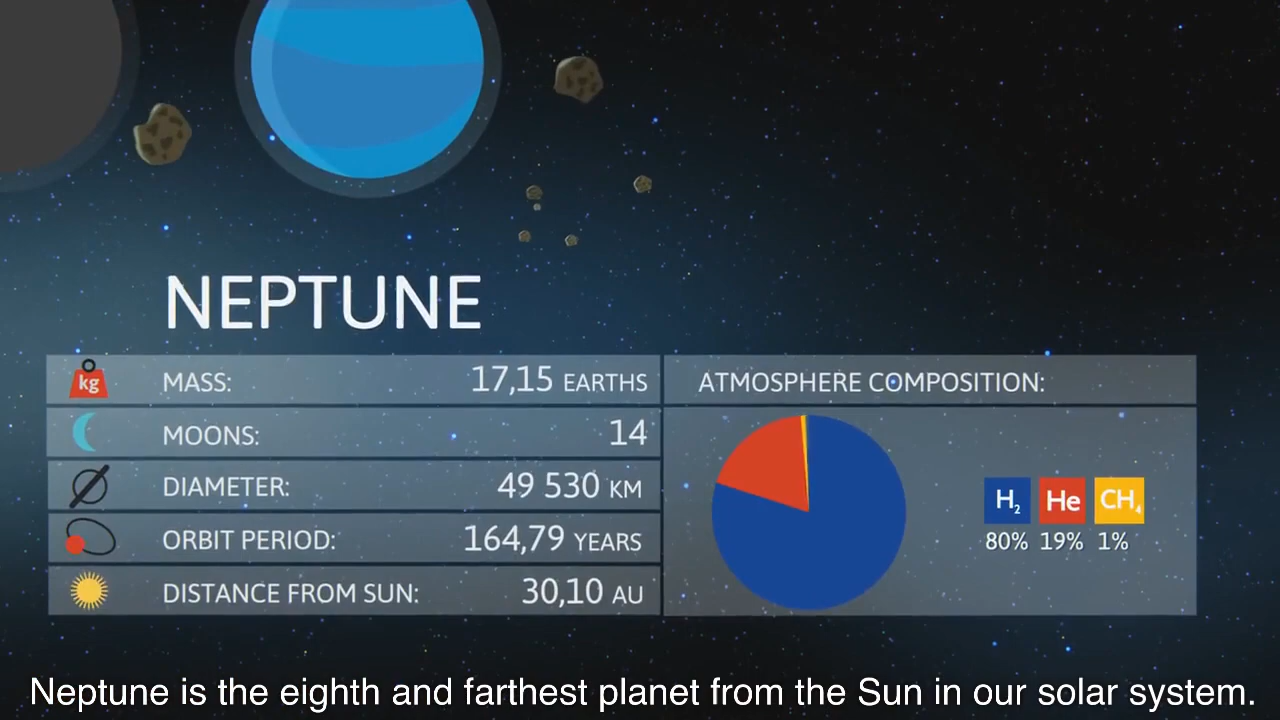 NEPTUNE
kg MASS: 17,15 EARTHS
MOONS: 14
DIAMETER: 49 530 KM
ORBIT PERIOD: 164,79 YEARS
DISTANCE FROM SUN: 30,10 AU
ATMOSPHERE COMPOSITION:
H₂ He CH₄
80% 19% 1%
Neptune is the eighth and farthest planet from the Sun in our solar system.